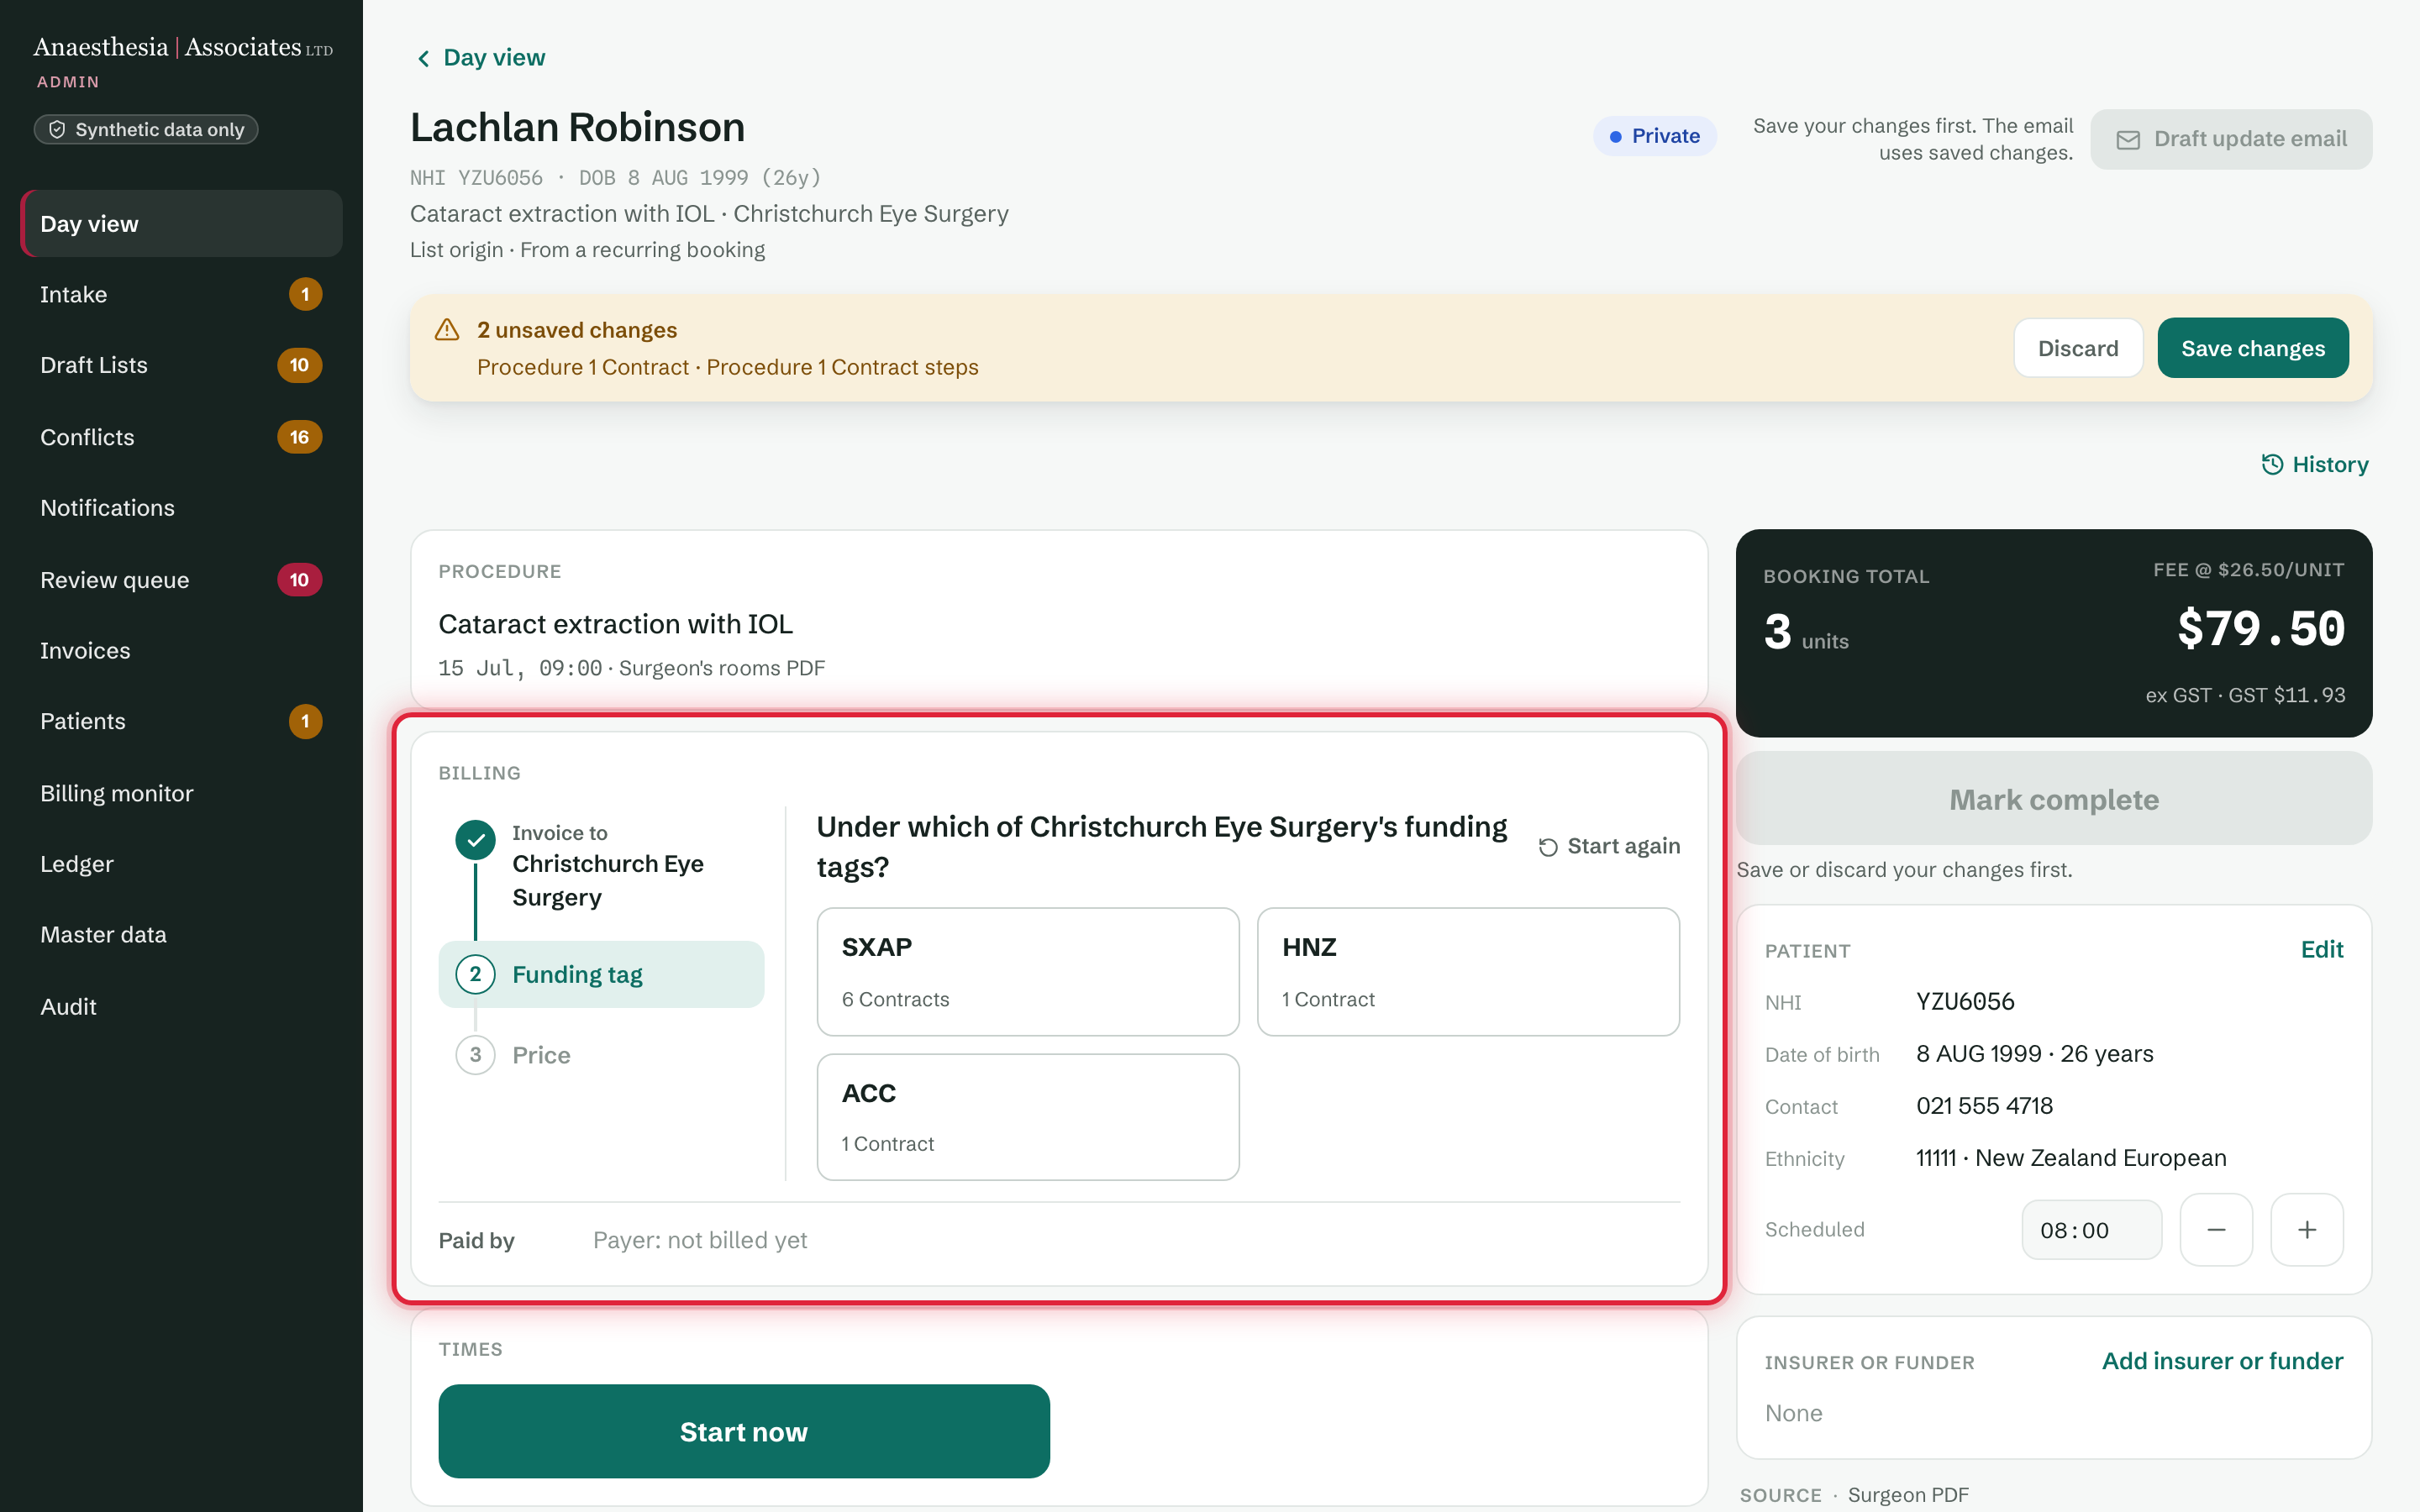 Anaesthesia | Associates LTD
ADMIN
Synthetic data only
Day view
Intake 1
Draft Lists 10
Conflicts 16
Notifications
Review queue 10
Invoices
Patients 1
Billing monitor
Ledger
Master data
Audit
Day view
Lachlan Robinson
NHI YZU6056 · DOB 8 AUG 1999 (26y)
Cataract extraction with IOL · Christchurch Eye Surgery
List origin · From a recurring booking
Private
Save your changes first. The email
uses saved changes.
Draft update email
2 unsaved changes
Procedure 1 Contract · Procedure 1 Contract steps
Discard
Save changes
History
PROCEDURE
Cataract extraction with IOL
15 Jul, 09:00 · Surgeon's rooms PDF
BILLING
Invoice to
Christchurch Eye
Surgery
2 Funding tag
3 Price
Under which of Christchurch Eye Surgery's funding
tags?
Start again
SXAP
6 Contracts
HNZ
1 Contract
ACC
1 Contract
Paid by Payer: not billed yet
TIMES
Start now
BOOKING TOTAL
3 units
FEE @ $26.50/UNIT
$79.50
ex GST · GST $11.93
Mark complete
Save or discard your changes first.
PATIENT Edit
NHI YZU6056
Date of birth 8 AUG 1999 · 26 years
Contact 021 555 4718
Ethnicity 11111 · New Zealand European
Scheduled 08:00 − +
INSURER OR FUNDER Add insurer or funder
None
SOURCE · Surgeon PDF